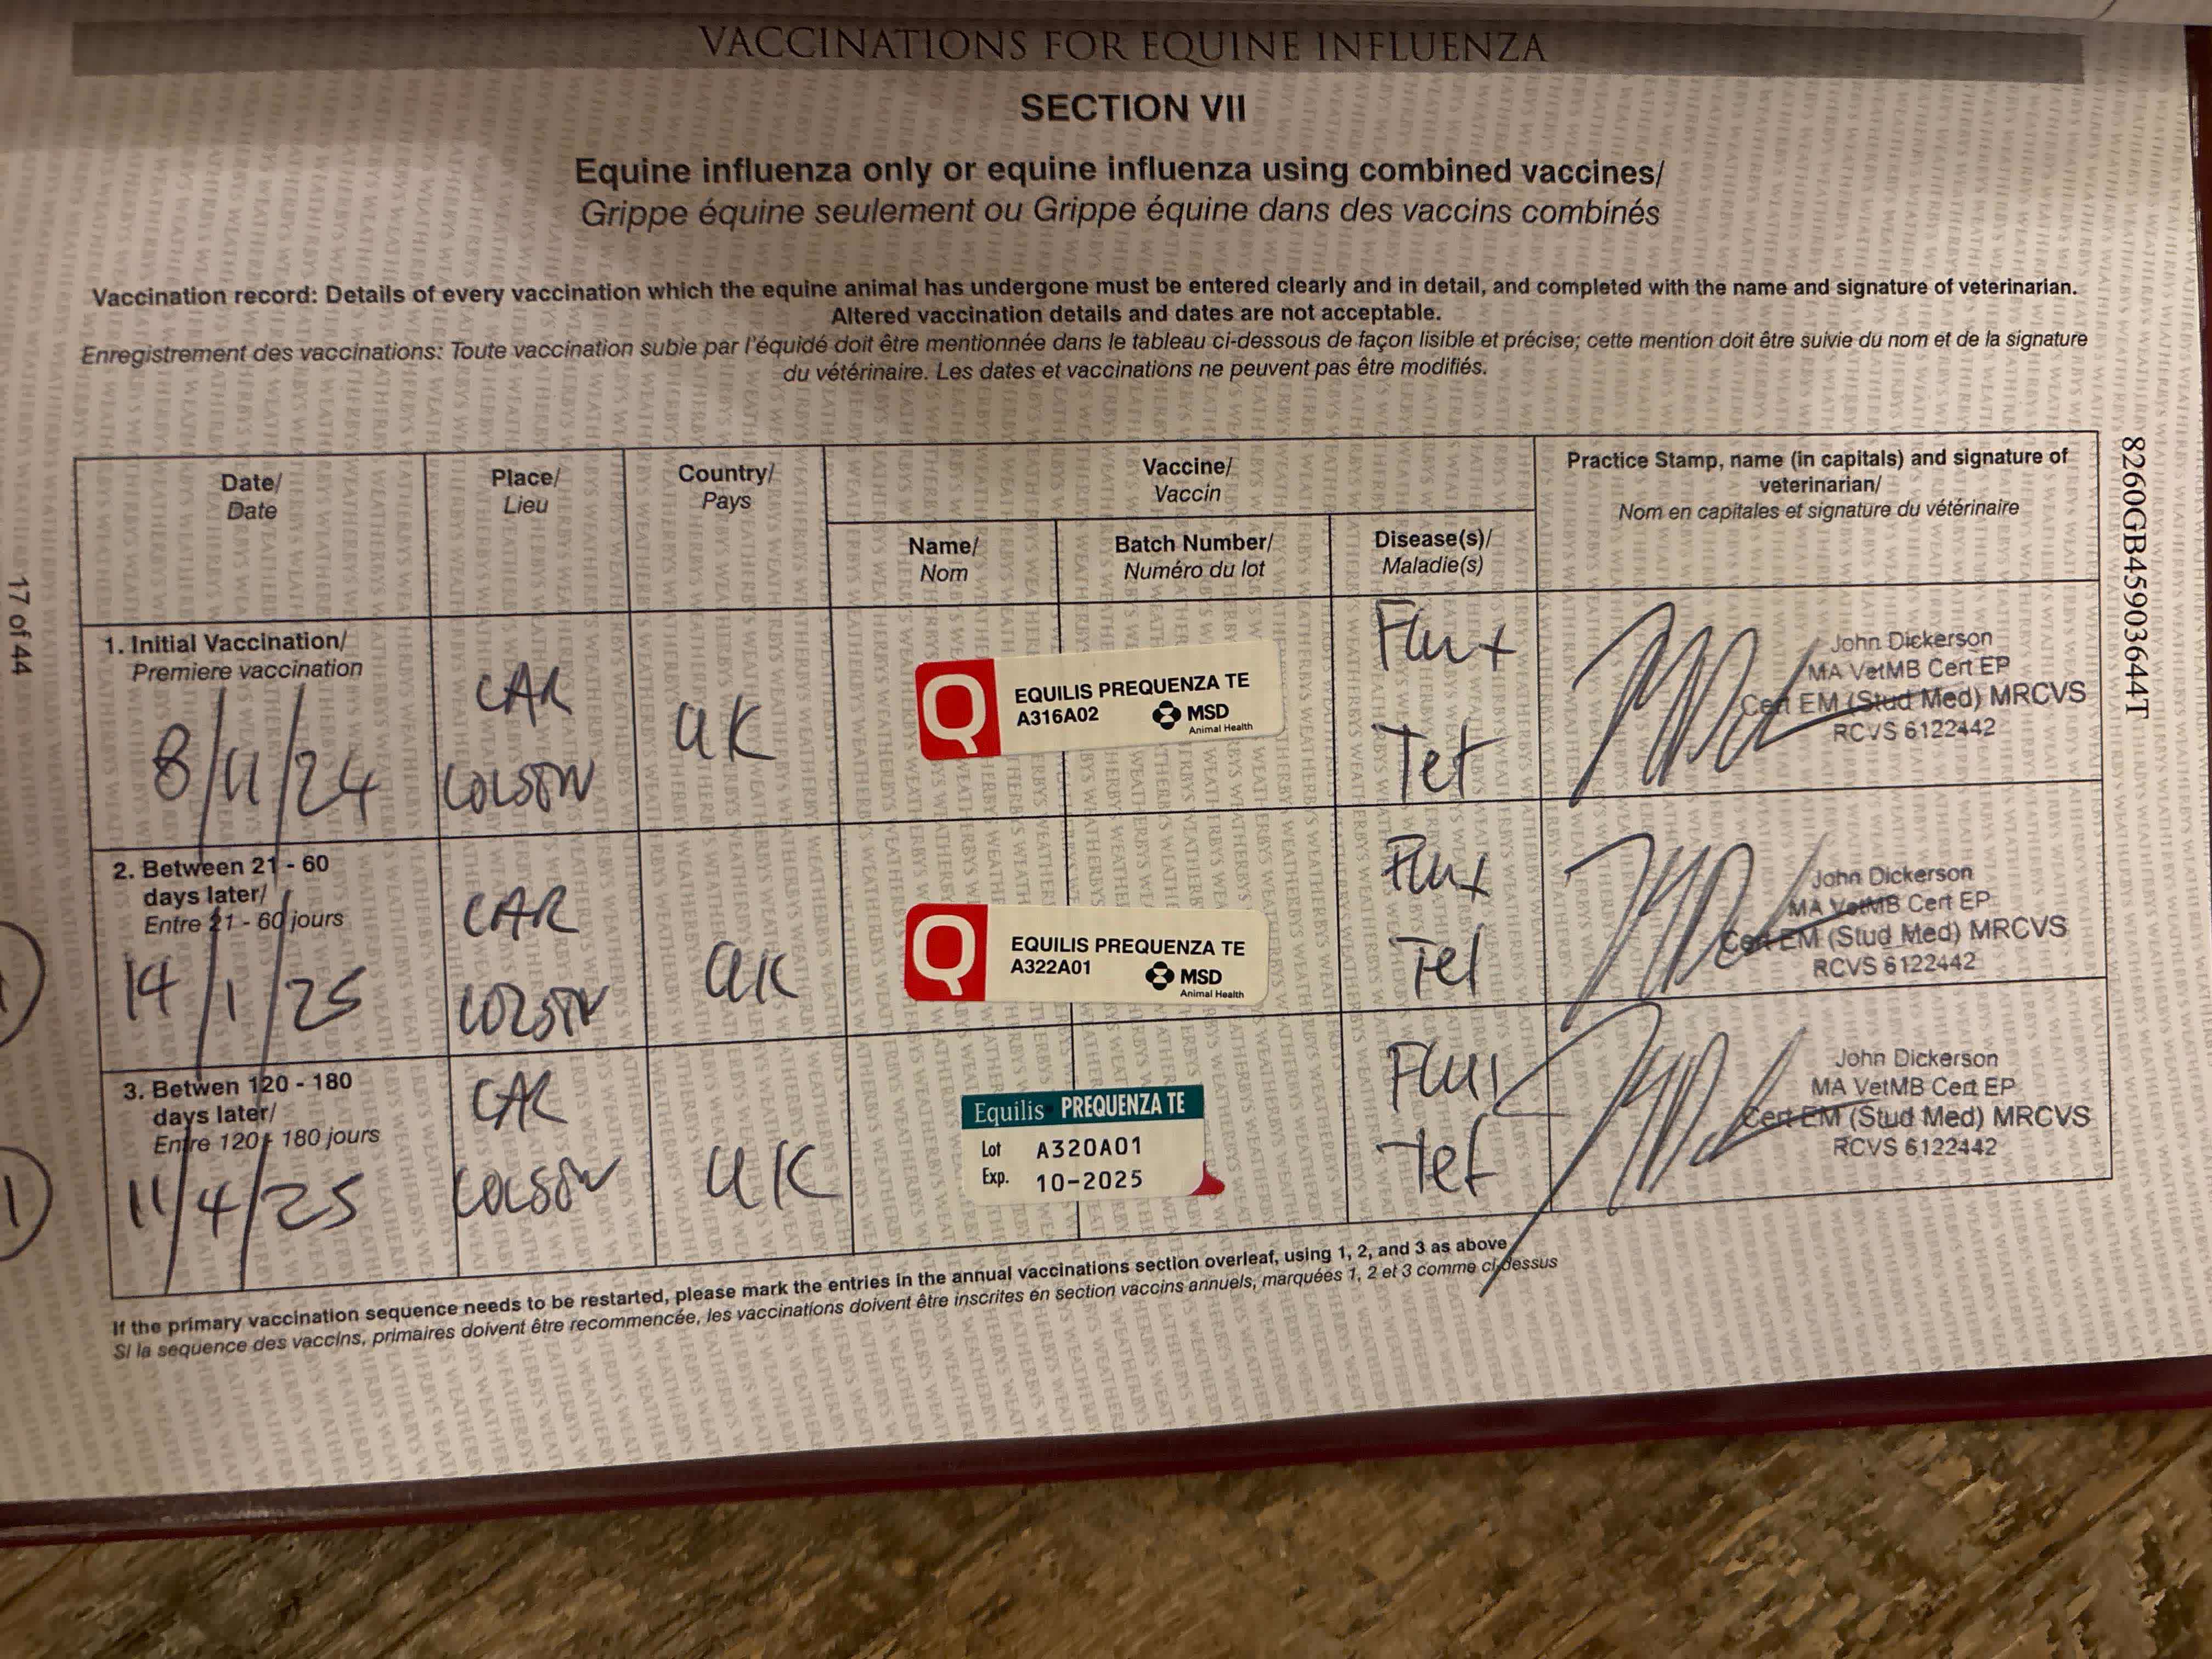 VACCINATIONS FOR EQUINE INFLUENZA
SECTION VII
Equine influenza only or equine influenza using combined vaccines/
Grippe équine seulement ou Grippe équine dans des vaccins combinés
Vaccination record: Details of every vaccination which the equine animal has undergone must be entered clearly and in detail, and completed with the name and signature of veterinarian.
Altered vaccination details and dates are not acceptable.
Enregistrement des vaccinations: Toute vaccination subie par l'équidé doit être mentionnée dans le tableau ci-dessous de façon lisible et précise; cette mention doit être suivie du nom et de la signature
du vétérinaire. Les dates et vaccinations ne peuvent pas être modifiés.
Date/
Date
Place/
Lieu
Country/
Pays
Vaccine/
Vaccin
Name/
Nom
Batch Number/
Numéro du lot
Disease(s)/
Maladie(s)
Practice Stamp, name (in capitals) and signature of
veterinarian/
Nom en capitales et signature du vétérinaire
1. Initial Vaccination/
Premiere vaccination
8/11/24
CAR
COLSTON
UK
Q
EQUILIS PREQUENZA TE
A316A02
MSD
Animal Health
Flu +
Tet
John Dickerson
MA VetMB Cert EP
Cert EM (Stud Med) MRCVS
RCVS 6122442
2. Between 21 - 60
days later/
Entre 21 - 60 jours
14/1/25
CAR
COLSTON
UK
Q
EQUILIS PREQUENZA TE
A322A01
MSD
Animal Health
Flu +
Tet
John Dickerson
MA VetMB Cert EP
Cert EM (Stud Med) MRCVS
RCVS 6122442
3. Betwen 120 - 180
days later/
Entre 120 - 180 jours
11/4/25
CAR
COLSTON
UK
Equilis PREQUENZA TE
Lot A320A01
Exp. 10-2025
Flu +
Tet
John Dickerson
MA VetMB Cert EP
Cert EM (Stud Med) MRCVS
RCVS 6122442
If the primary vaccination sequence needs to be restarted, please mark the entries in the annual vaccinations section overleaf, using 1, 2, and 3 as above
Si la sequence des vaccins, primaires doivent être recommencée, les vaccinations doivent être inscrites en section vaccins annuels, marquées 1, 2 et 3 comme ci-dessus
17 of 44
8260GB45903644T